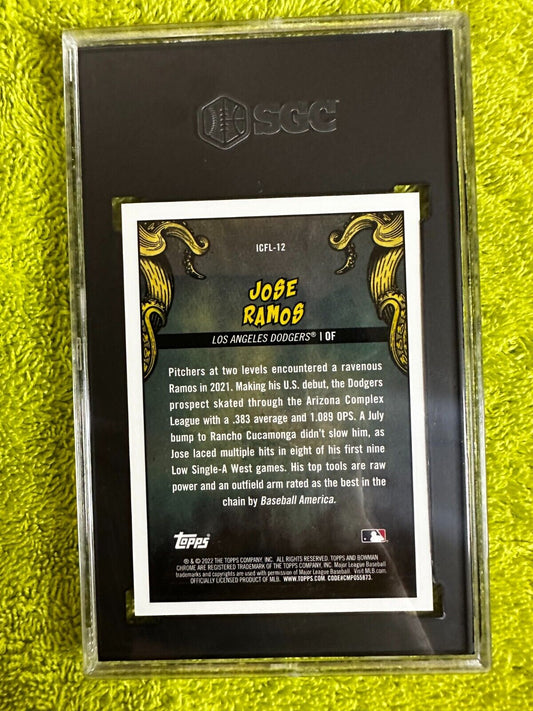 SGC
ICFL-12
JOSE
RAMOS
LOS ANGELES DODGERS® | OF
Pitchers at two levels encountered a ravenous
Ramos in 2021. Making his U.S. debut, the Dodgers
prospect skated through the Arizona Complex
League with a .383 average and 1.089 OPS. A July
bump to Rancho Cucamonga didn't slow him, as
Jose laced multiple hits in eight of his first nine
Low Single-A West games. His top tools are raw
power and an outfield arm rated as the best in the
chain by Baseball America.
topps
® & © 2022 THE TOPPS COMPANY, INC. ALL RIGHTS RESERVED. TOPPS AND BOWMAN
CHROME ARE REGISTERED TRADEMARKS OF THE TOPPS COMPANY, INC. Major League Baseball
trademarks and copyrights are used with permission of Major League Baseball. Visit MLB.com.
OFFICIALLY LICENSED PRODUCT OF MLB. WWW.TOPPS.COM. CODE#CMP055873.